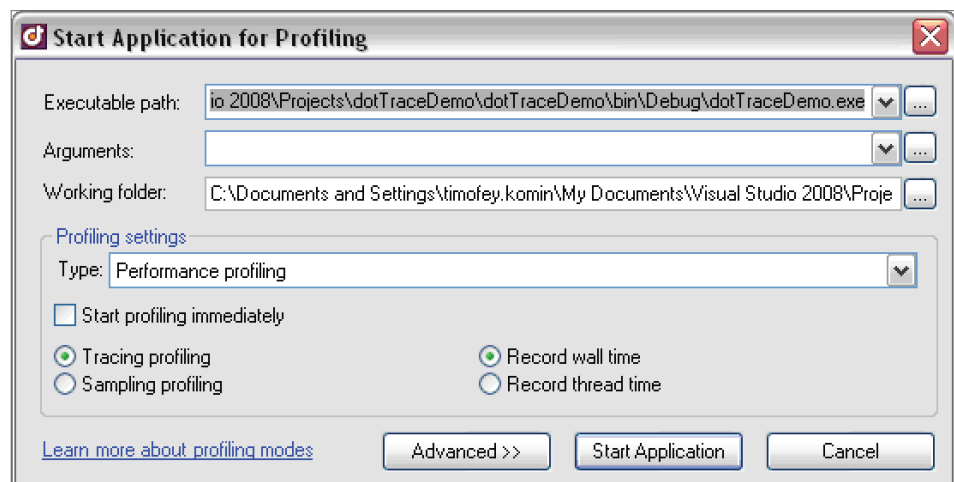 Start Application for Profiling
Executable path: io 2008\Projects\dotTraceDemo\dotTraceDemo\bin\Debug\dotTraceDemo.exe ...
Arguments: ...
Working folder: C:\Documents and Settings\timofey.komin\My Documents\Visual Studio 2008\Proje ...
Profiling settings
Type: Performance profiling
Start profiling immediately
Tracing profiling Record wall time
Sampling profiling Record thread time
Learn more about profiling modes Advanced >> Start Application Cancel